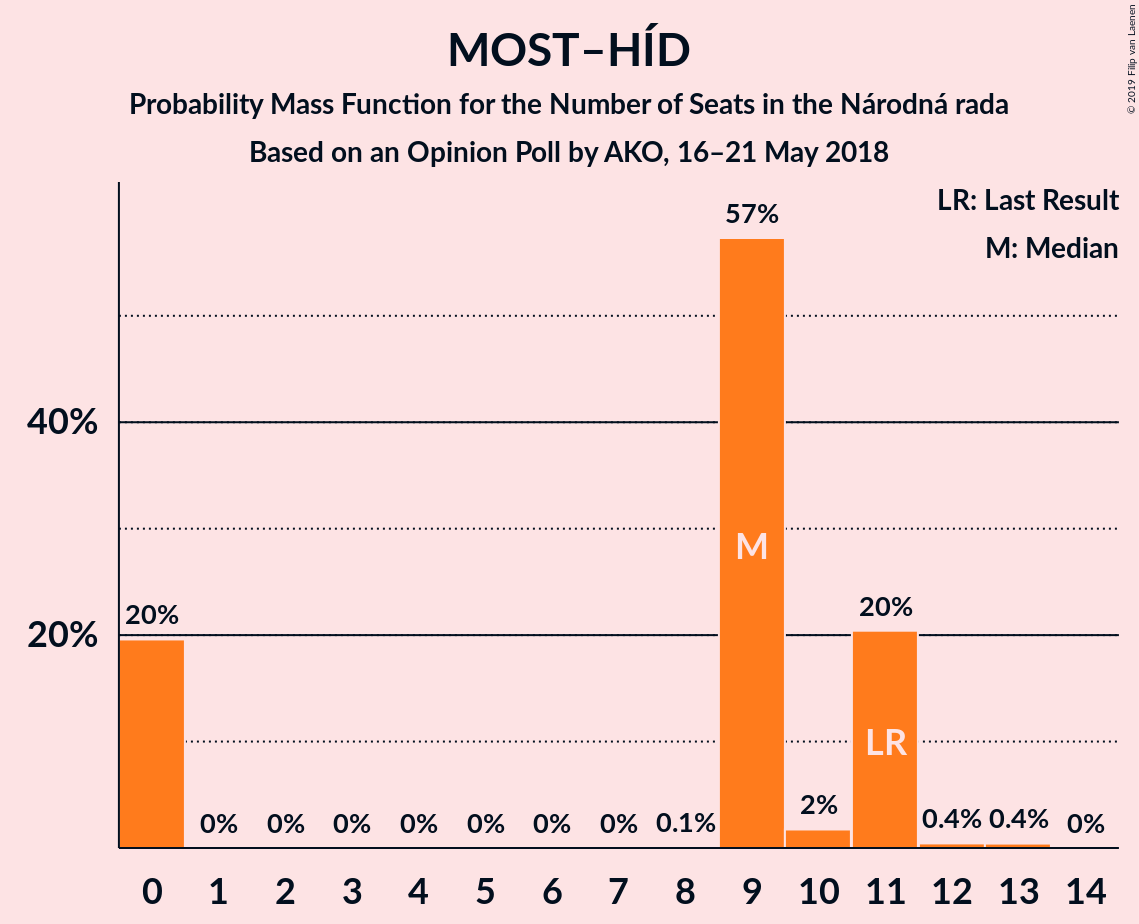 MOST–HÍD
Probability Mass Function for the Number of Seats in the Národná rada
Based on an Opinion Poll by AKO, 16–21 May 2018
© 2019 Filip van Laenen
LR: Last Result
M: Median
57%
40%
M
20%
20%
20%
LR
0% 0% 0% 0% 0% 0% 0% 0.1% 2% 0.4% 0.4% 0%
0 1 2 3 4 5 6 7 8 9 10 11 12 13 14